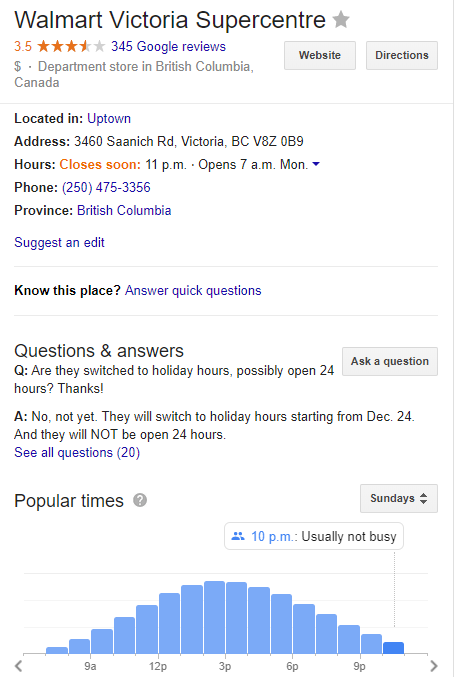 Walmart Victoria Supercentre
3.5 345 Google reviews
Website
Directions
$ · Department store in British Columbia,
Canada
Located in: Uptown
Address: 3460 Saanich Rd, Victoria, BC V8Z 0B9
Hours: Closes soon: 11 p.m. · Opens 7 a.m. Mon.
Phone: (250) 475-3356
Province: British Columbia
Suggest an edit
Know this place? Answer quick questions
Questions & answers
Ask a question
Q: Are they switched to holiday hours, possibly open 24
hours? Thanks!
A: No, not yet. They will switch to holiday hours starting from Dec. 24.
And they will NOT be open 24 hours.
See all questions (20)
Popular times ?
Sundays
10 p.m.: Usually not busy
9a 12p 3p 6p 9p